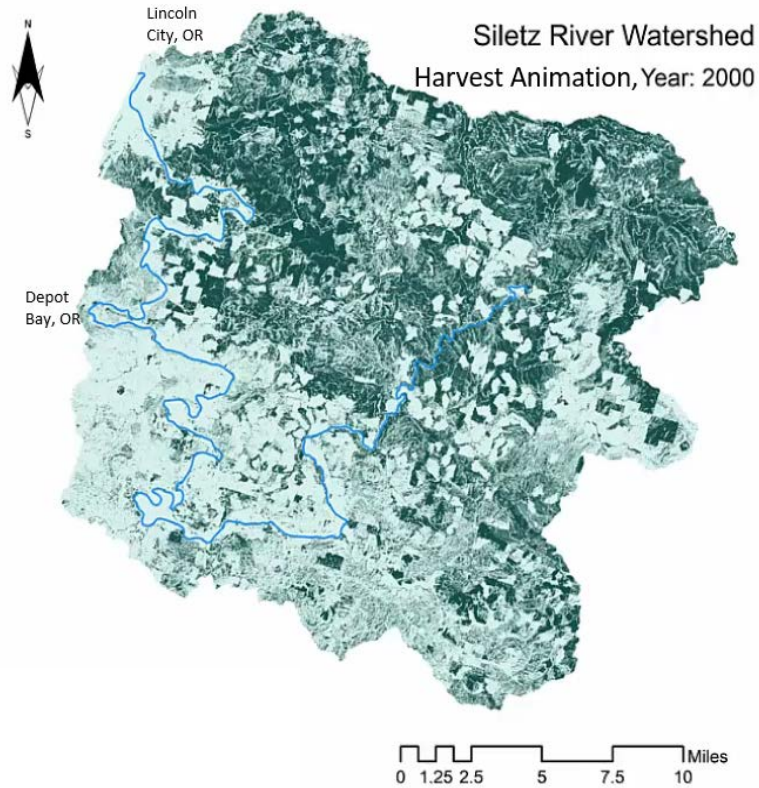 Lincoln
City, OR
N
S
Siletz River Watershed
Harvest Animation, Year: 2000
Depot
Bay, OR
Miles
0 1.25 2.5 5 7.5 10